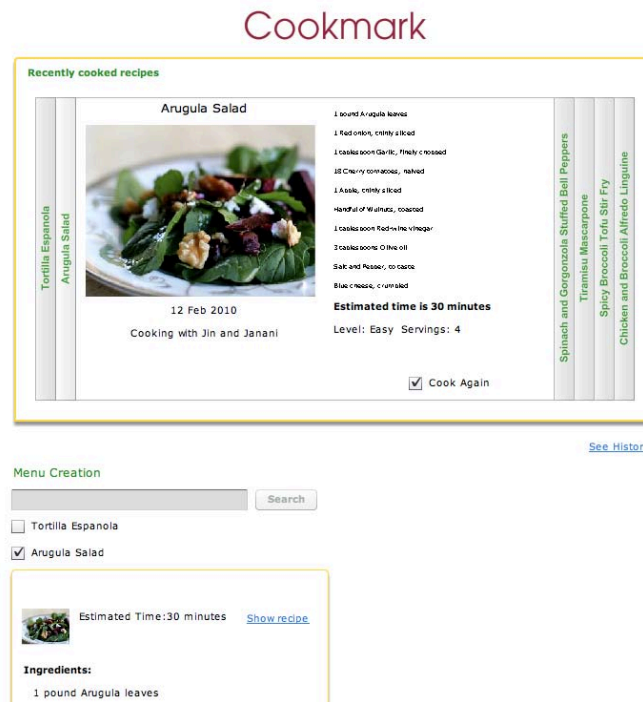 Cookmark
Recently cooked recipes
Tortilla Espanola
Arugula Salad
Arugula Salad
12 Feb 2010
Cooking with Jin and Janani
1 pound Arugula leaves
1 Red onion, thinly sliced
1 tablespoon Garlic, finely chopped
18 Cherry tomatoes, halved
1 Apple, thinly sliced
Handful of Walnuts, toasted
1 tablespoon Red-wine vinegar
3 tablespoons Olive oil
Salt and Pepper, to taste
Blue cheese, crumbled
Estimated time is 30 minutes
Level: Easy Servings: 4
Cook Again
Spinach and Gorgonzola Stuffed Bell Peppers
Tiramisu Mascarpone
Spicy Broccoli Tofu Stir Fry
Chicken and Broccoli Alfredo Linguine
See Histor
Menu Creation
Search
Tortilla Espanola
Arugula Salad
Estimated Time:30 minutes Show recipe
Ingredients:
1 pound Arugula leaves